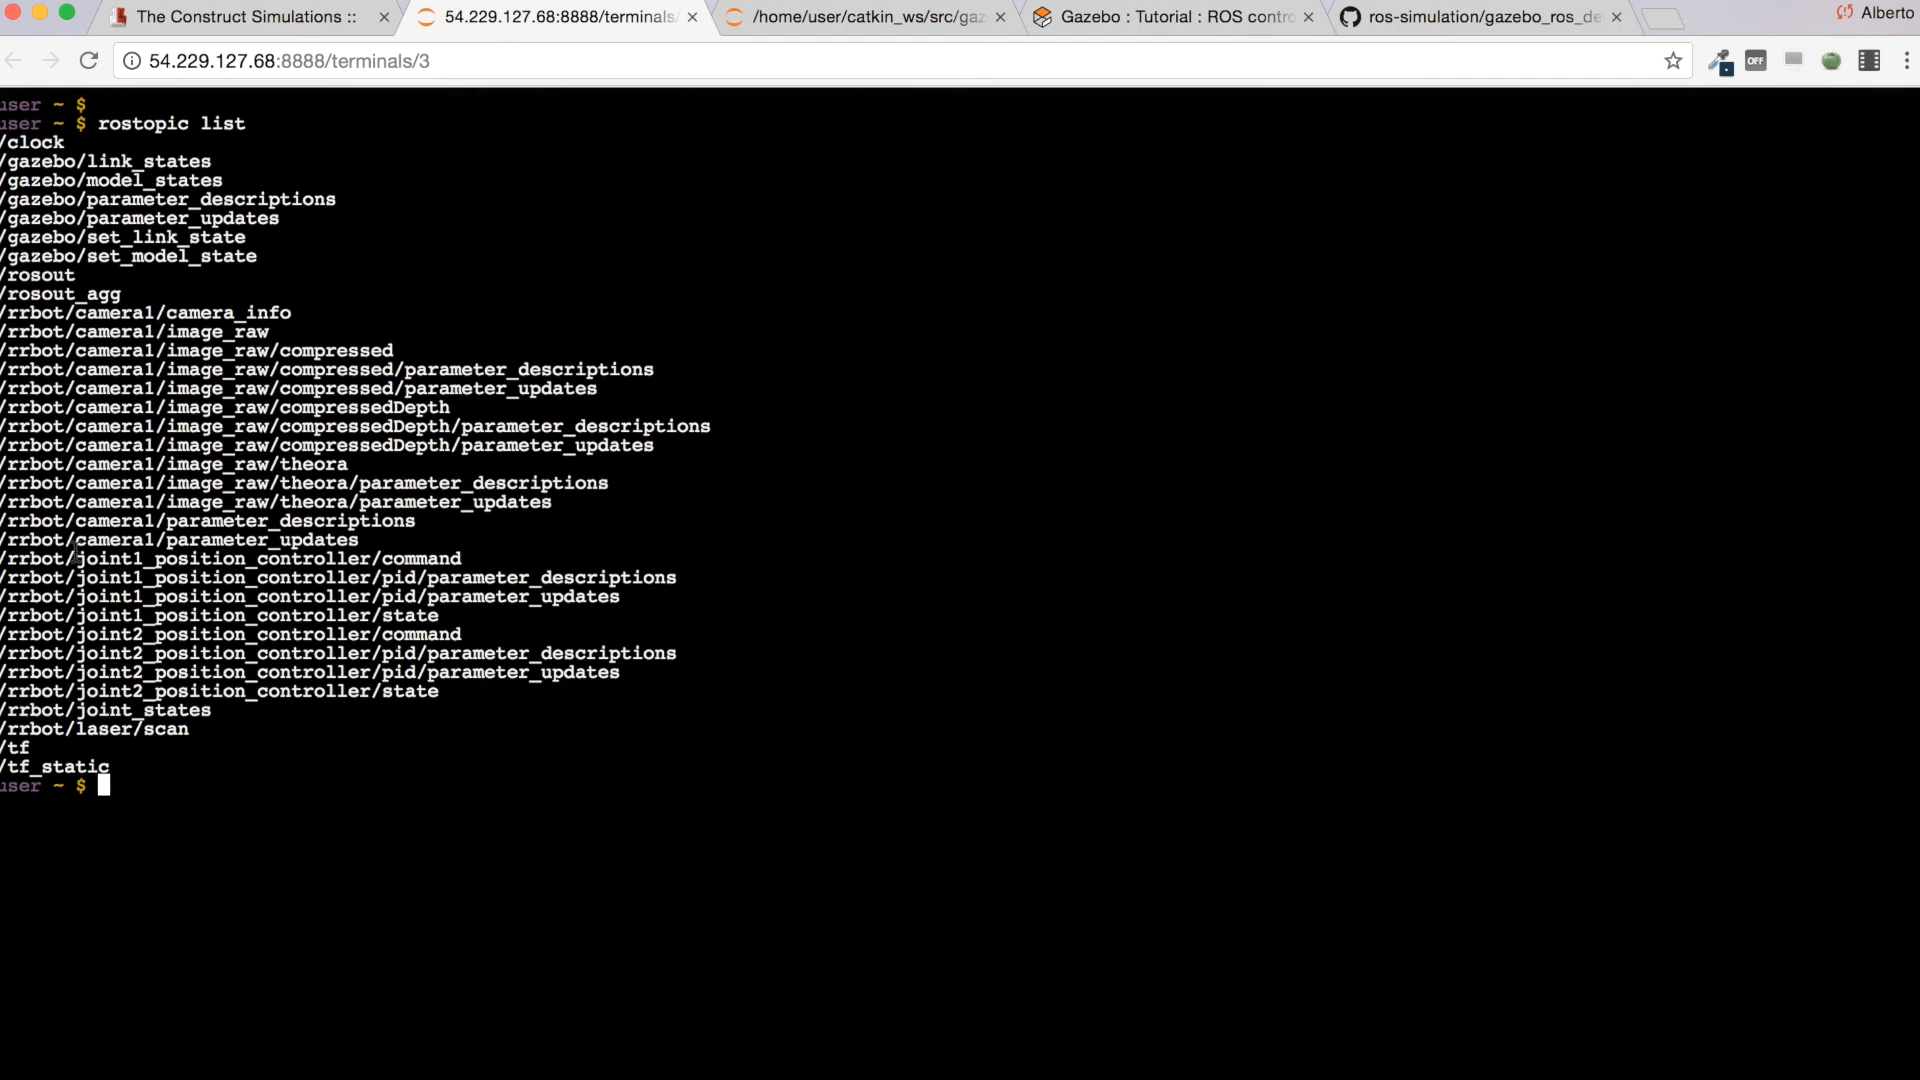 The Construct Simulations ::
54.229.127.68:8888/terminals/
/home/user/catkin_ws/src/gaz
Gazebo : Tutorial : ROS contro
ros-simulation/gazebo_ros_de
Alberto
54.229.127.68:8888/terminals/3
OFF
user ~ $
user ~ $ rostopic list
/clock
/gazebo/link_states
/gazebo/model_states
/gazebo/parameter_descriptions
/gazebo/parameter_updates
/gazebo/set_link_state
/gazebo/set_model_state
/rosout
/rosout_agg
/rrbot/camera1/camera_info
/rrbot/camera1/image_raw
/rrbot/camera1/image_raw/compressed
/rrbot/camera1/image_raw/compressed/parameter_descriptions
/rrbot/camera1/image_raw/compressed/parameter_updates
/rrbot/camera1/image_raw/compressedDepth
/rrbot/camera1/image_raw/compressedDepth/parameter_descriptions
/rrbot/camera1/image_raw/compressedDepth/parameter_updates
/rrbot/camera1/image_raw/theora
/rrbot/camera1/image_raw/theora/parameter_descriptions
/rrbot/camera1/image_raw/theora/parameter_updates
/rrbot/camera1/parameter_descriptions
/rrbot/camera1/parameter_updates
/rrbot/joint1_position_controller/command
/rrbot/joint1_position_controller/pid/parameter_descriptions
/rrbot/joint1_position_controller/pid/parameter_updates
/rrbot/joint1_position_controller/state
/rrbot/joint2_position_controller/command
/rrbot/joint2_position_controller/pid/parameter_descriptions
/rrbot/joint2_position_controller/pid/parameter_updates
/rrbot/joint2_position_controller/state
/rrbot/joint_states
/rrbot/laser/scan
/tf
/tf_static
user ~ $